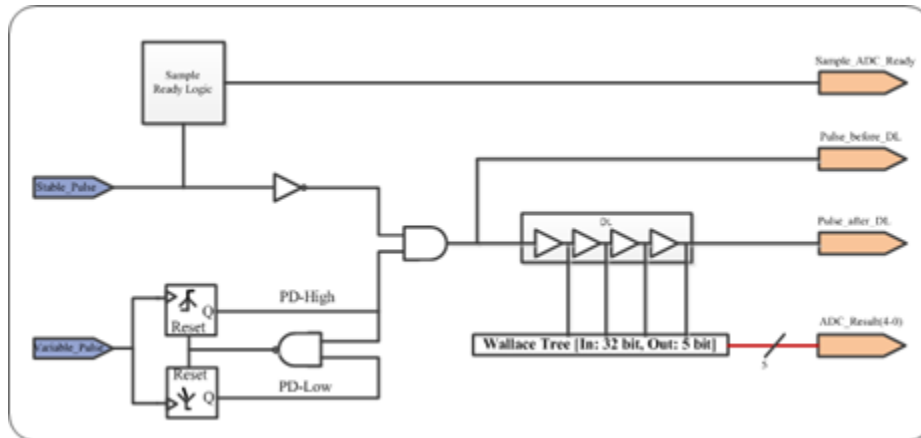 Sample_ADC_Ready
Sample
Ready Logic
Pulse_before_DL
Stable_Pulse
DL
Pulse_after_DL
PD-High
Q
Reset
ADC_Result(4-0)
Variable_Pulse
Wallace Tree [In: 32 bit, Out: 5 bit]
5
Reset
PD-Low
Q